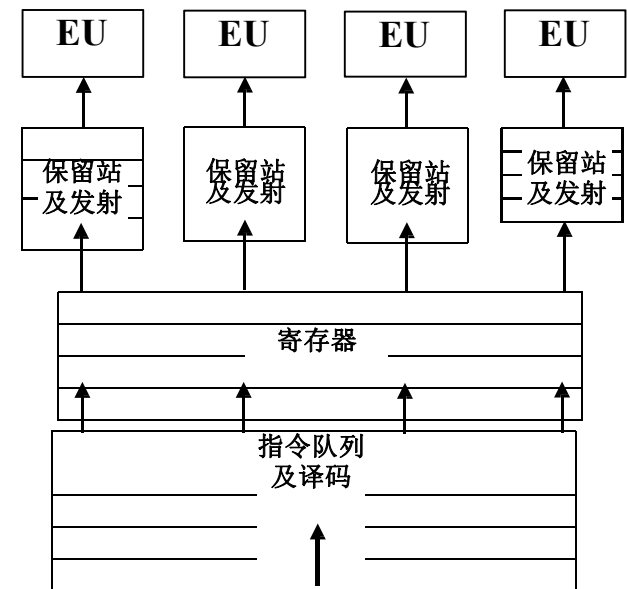 EU EU EU EU
保留站 保留站 保留站 保留站
及发射 及发射 及发射 及发射
寄存器
指令队列
及译码